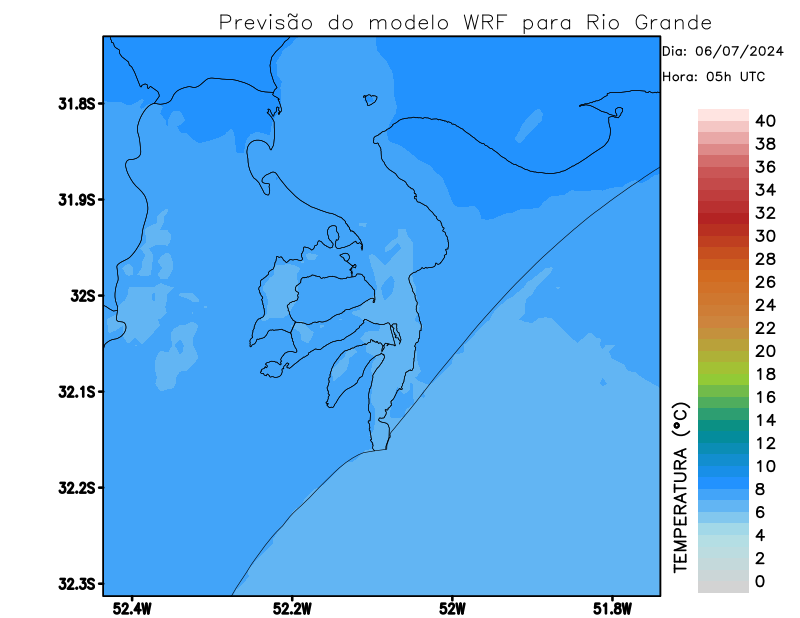 Previsão do modelo WRF para Rio Grande
Dia: 06/07/2024
Hora: 05h UTC
31.8S
31.9S
32S
32.1S
32.2S
32.3S
52.4W
52.2W
52W
51.8W
TEMPERATURA (°C)
40
38
36
34
32
30
28
26
24
22
20
18
16
14
12
10
8
6
4
2
0